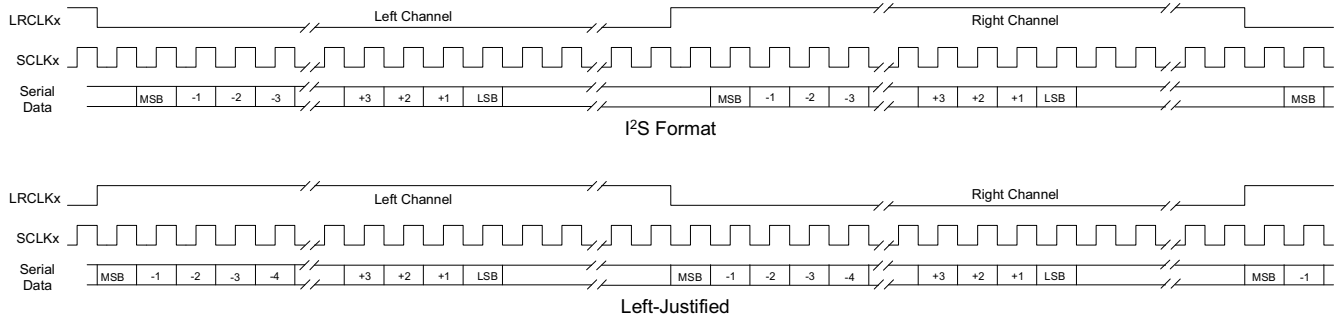 LRCLKx Left Channel Right Channel
SCLKx
Serial Data MSB -1 -2 -3 +3 +2 +1 LSB MSB -1 -2 -3 +3 +2 +1 LSB MSB
I²S Format
LRCLKx Left Channel Right Channel
SCLKx
Serial Data MSB -1 -2 -3 -4 +3 +2 +1 LSB MSB -1 -2 -3 -4 +3 +2 +1 LSB MSB -1
Left-Justified